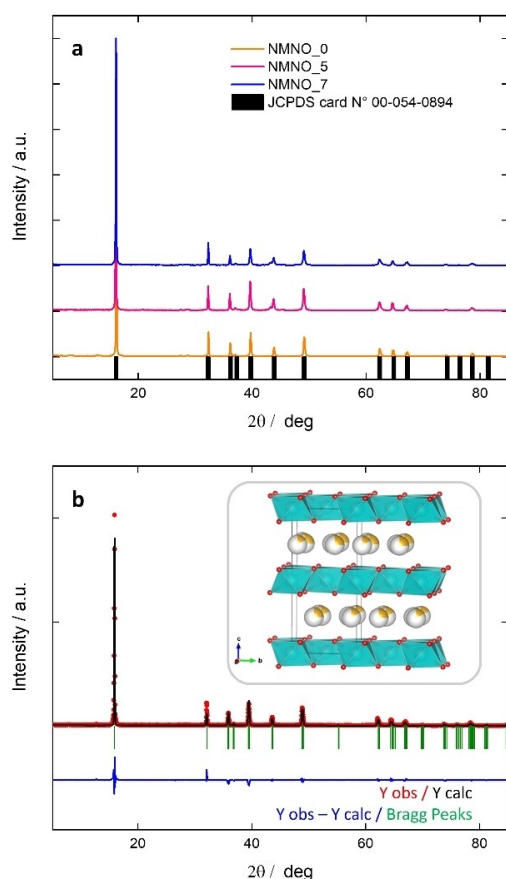 a
NMNO_0
NMNO_5
NMNO_7
JCPDS card N° 00-054-0894
Intensity / a.u.
20 40 60 80
2θ / deg
b
c
b
Intensity / a.u.
Y obs / Y calc
Y obs – Y calc / Bragg Peaks
20 40 60 80
2θ / deg